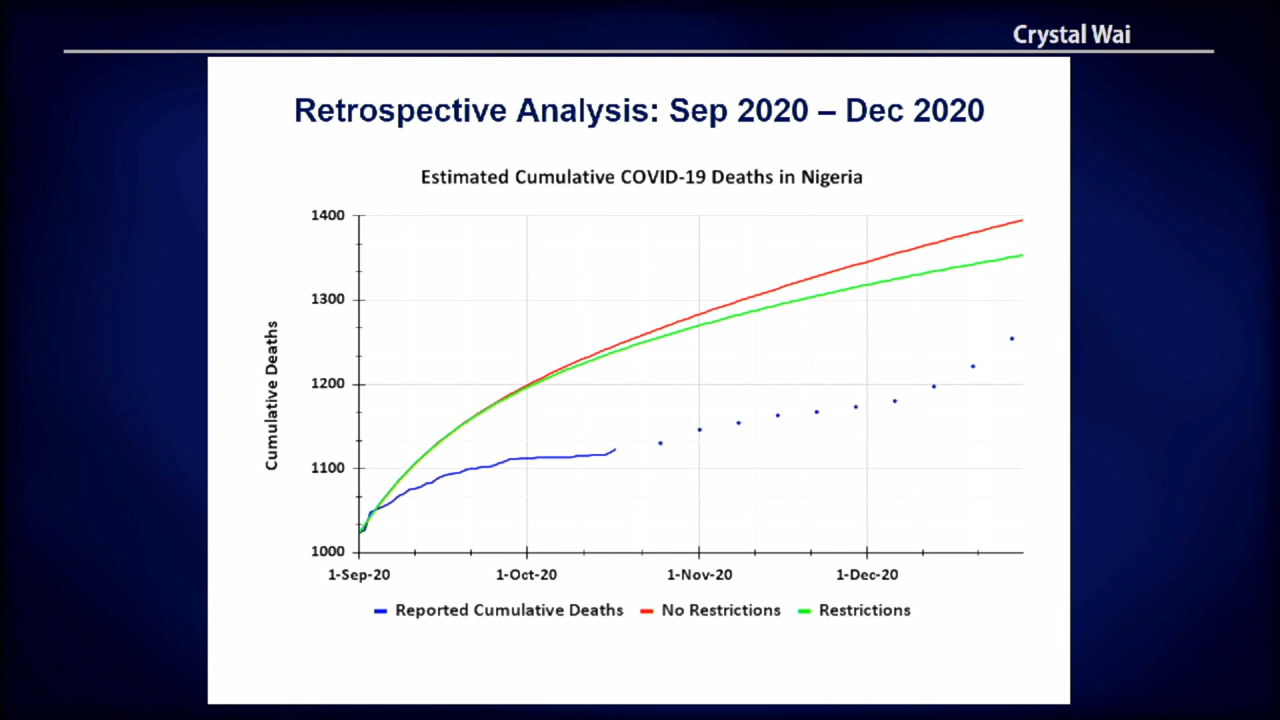 Crystal Wai
Retrospective Analysis: Sep 2020 – Dec 2020
Estimated Cumulative COVID-19 Deaths in Nigeria
1400
1300
1200
1100
1000
Cumulative Deaths
1-Sep-20 1-Oct-20 1-Nov-20 1-Dec-20
Reported Cumulative Deaths No Restrictions Restrictions